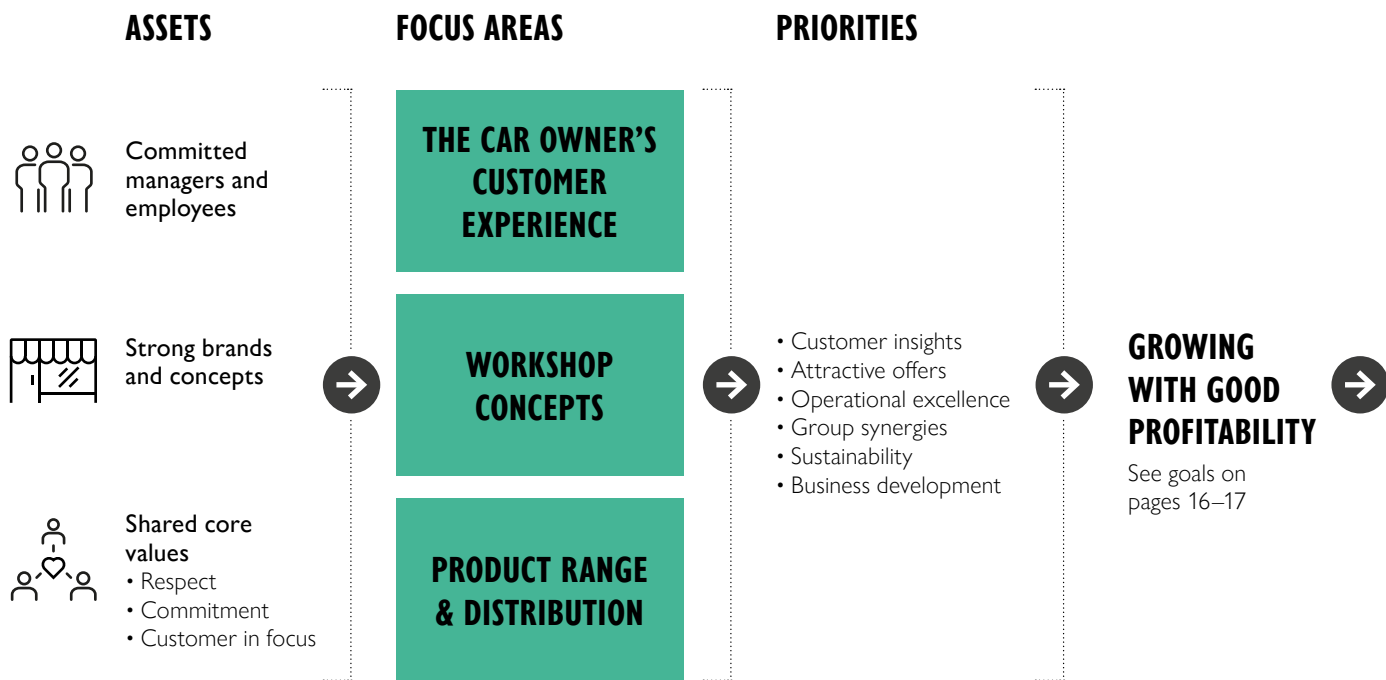 ASSETS
FOCUS AREAS
PRIORITIES
Committed
managers and
employees
Strong brands
and concepts
Shared core
values
• Respect
• Commitment
• Customer in focus
THE CAR OWNER’S
CUSTOMER
EXPERIENCE
WORKSHOP
CONCEPTS
PRODUCT RANGE
& DISTRIBUTION
• Customer insights
• Attractive offers
• Operational excellence
• Group synergies
• Sustainability
• Business development
GROWING
WITH GOOD
PROFITABILITY
See goals on
pages 16–17